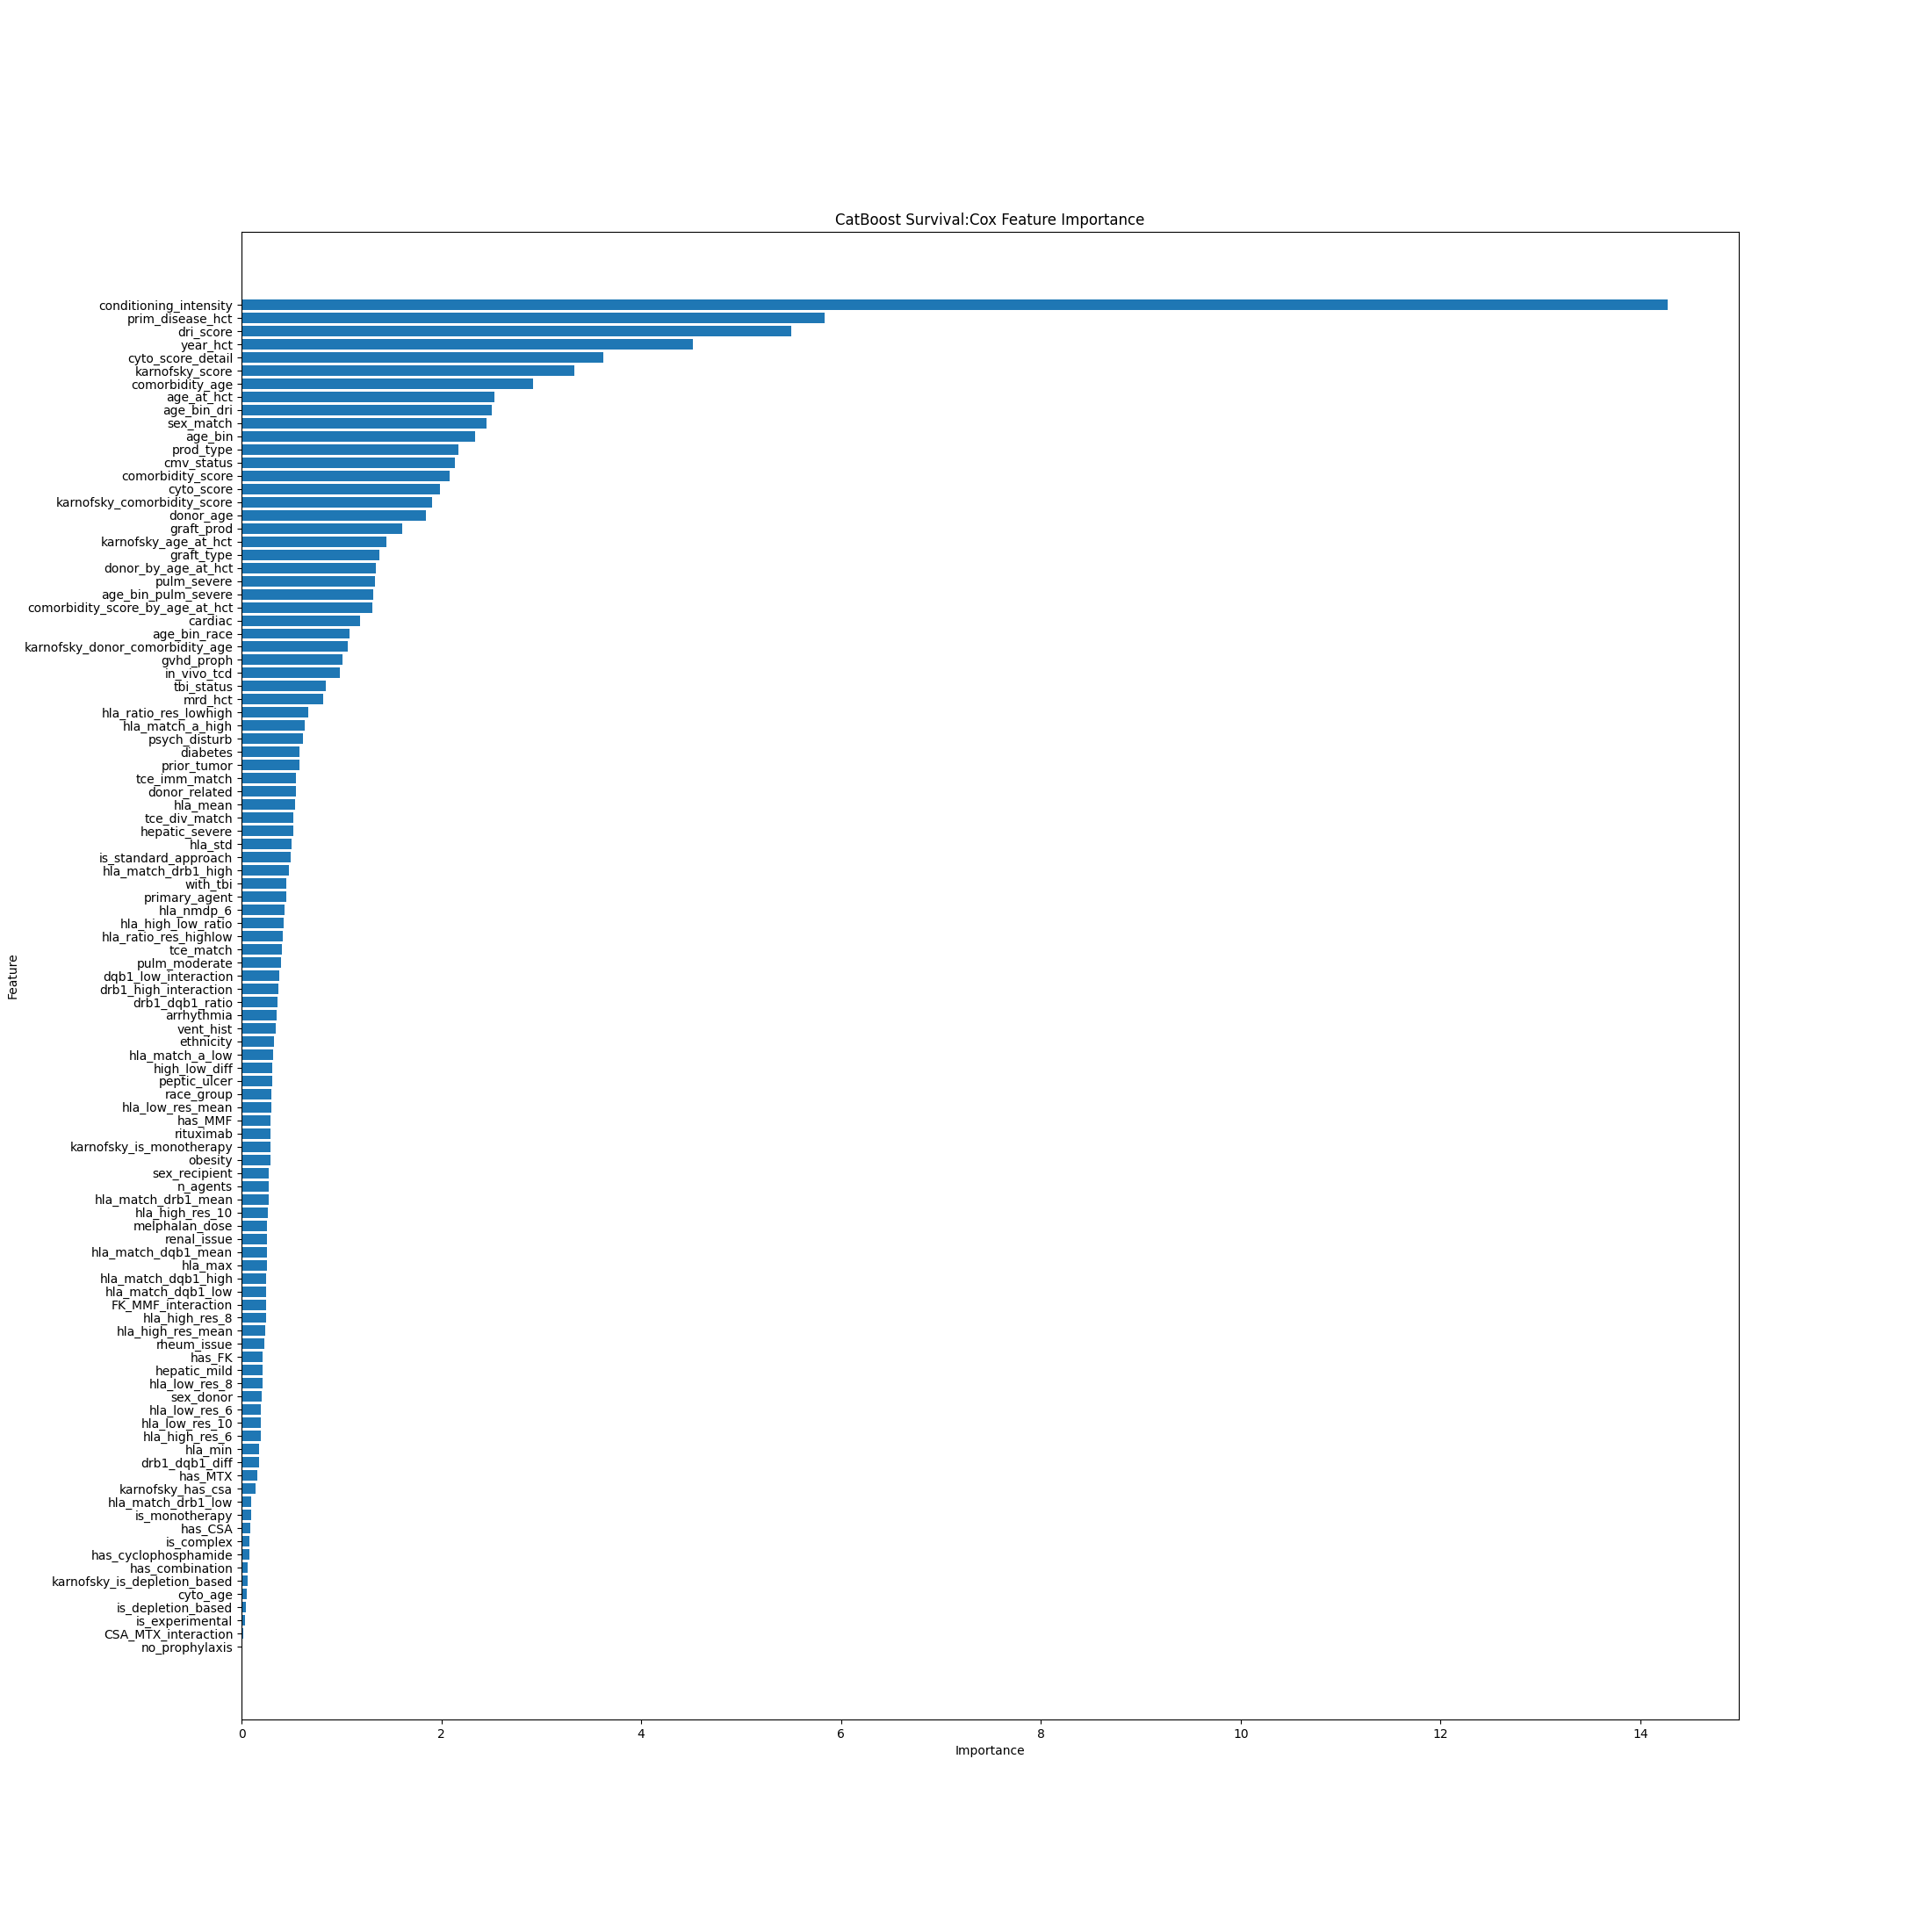 CatBoost Survival:Cox Feature Importance
conditioning_intensity
prim_disease_hct
dri_score
year_hct
cyto_score_detail
karnofsky_score
comorbidity_age
age_at_hct
age_bin_dri
sex_match
age_bin
prod_type
cmv_status
comorbidity_score
cyto_score
karnofsky_comorbidity_score
donor_age
graft_prod
karnofsky_age_at_hct
graft_type
donor_by_age_at_hct
pulm_severe
age_bin_pulm_severe
comorbidity_score_by_age_at_hct
cardiac
age_bin_race
karnofsky_donor_comorbidity_age
gvhd_proph
in_vivo_tcd
tbi_status
mrd_hct
hla_ratio_res_lowhigh
hla_match_a_high
psych_disturb
diabetes
prior_tumor
tce_imm_match
donor_related
hla_mean
tce_div_match
hepatic_severe
hla_std
is_standard_approach
hla_match_drb1_high
with_tbi
primary_agent
hla_nmdp_6
hla_high_low_ratio
hla_ratio_res_highlow
tce_match
pulm_moderate
dqb1_low_interaction
drb1_high_interaction
drb1_dqb1_ratio
arrhythmia
vent_hist
ethnicity
hla_match_a_low
high_low_diff
peptic_ulcer
race_group
hla_low_res_mean
has_MMF
rituximab
karnofsky_is_monotherapy
obesity
sex_recipient
n_agents
hla_match_drb1_mean
hla_high_res_10
melphalan_dose
renal_issue
hla_match_dqb1_mean
hla_max
hla_match_dqb1_high
hla_match_dqb1_low
FK_MMF_interaction
hla_high_res_8
hla_high_res_mean
rheum_issue
has_FK
hepatic_mild
hla_low_res_8
sex_donor
hla_low_res_6
hla_low_res_10
hla_high_res_6
hla_min
drb1_dqb1_diff
has_MTX
karnofsky_has_csa
hla_match_drb1_low
is_monotherapy
has_CSA
is_complex
has_cyclophosphamide
has_combination
karnofsky_is_depletion_based
cyto_age
is_depletion_based
is_experimental
CSA_MTX_interaction
no_prophylaxis
Feature
0 2 4 6 8 10 12 14
Importance